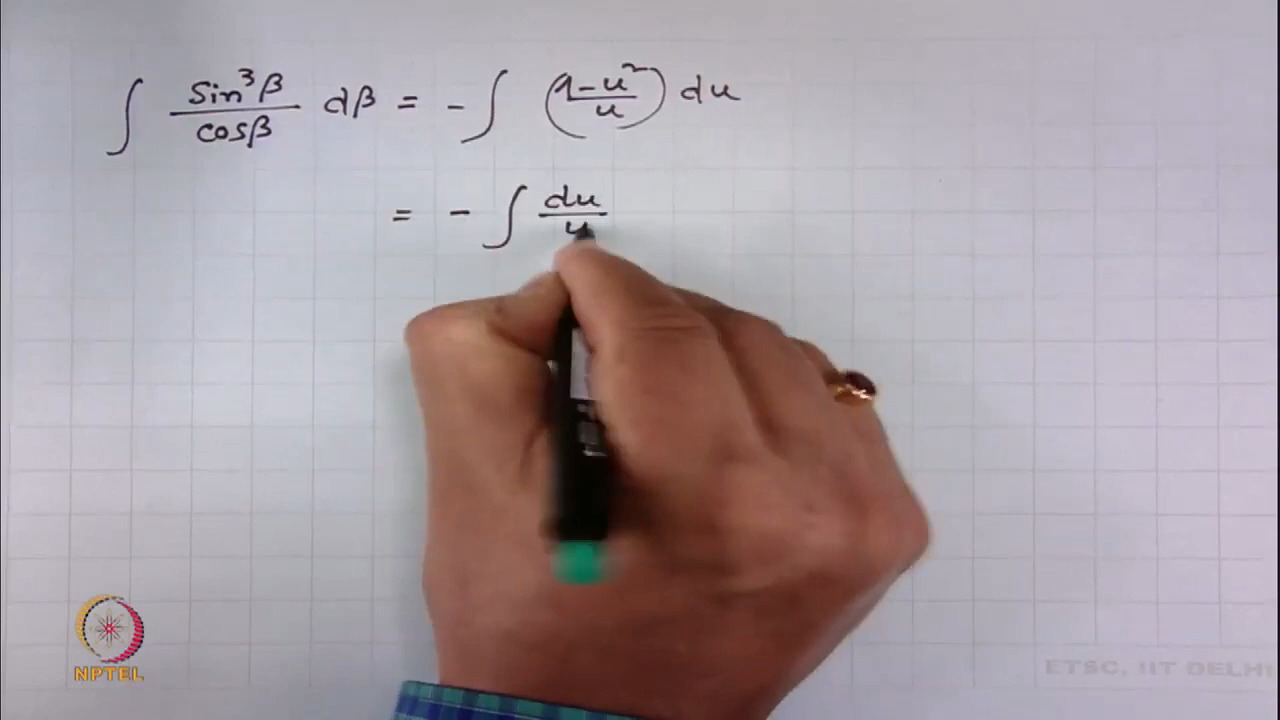 ∫ sin³β / cosβ dβ = - ∫ (1-u² / u) du
= - ∫ du / u
NPTEL
ETSC, IIT DELHI